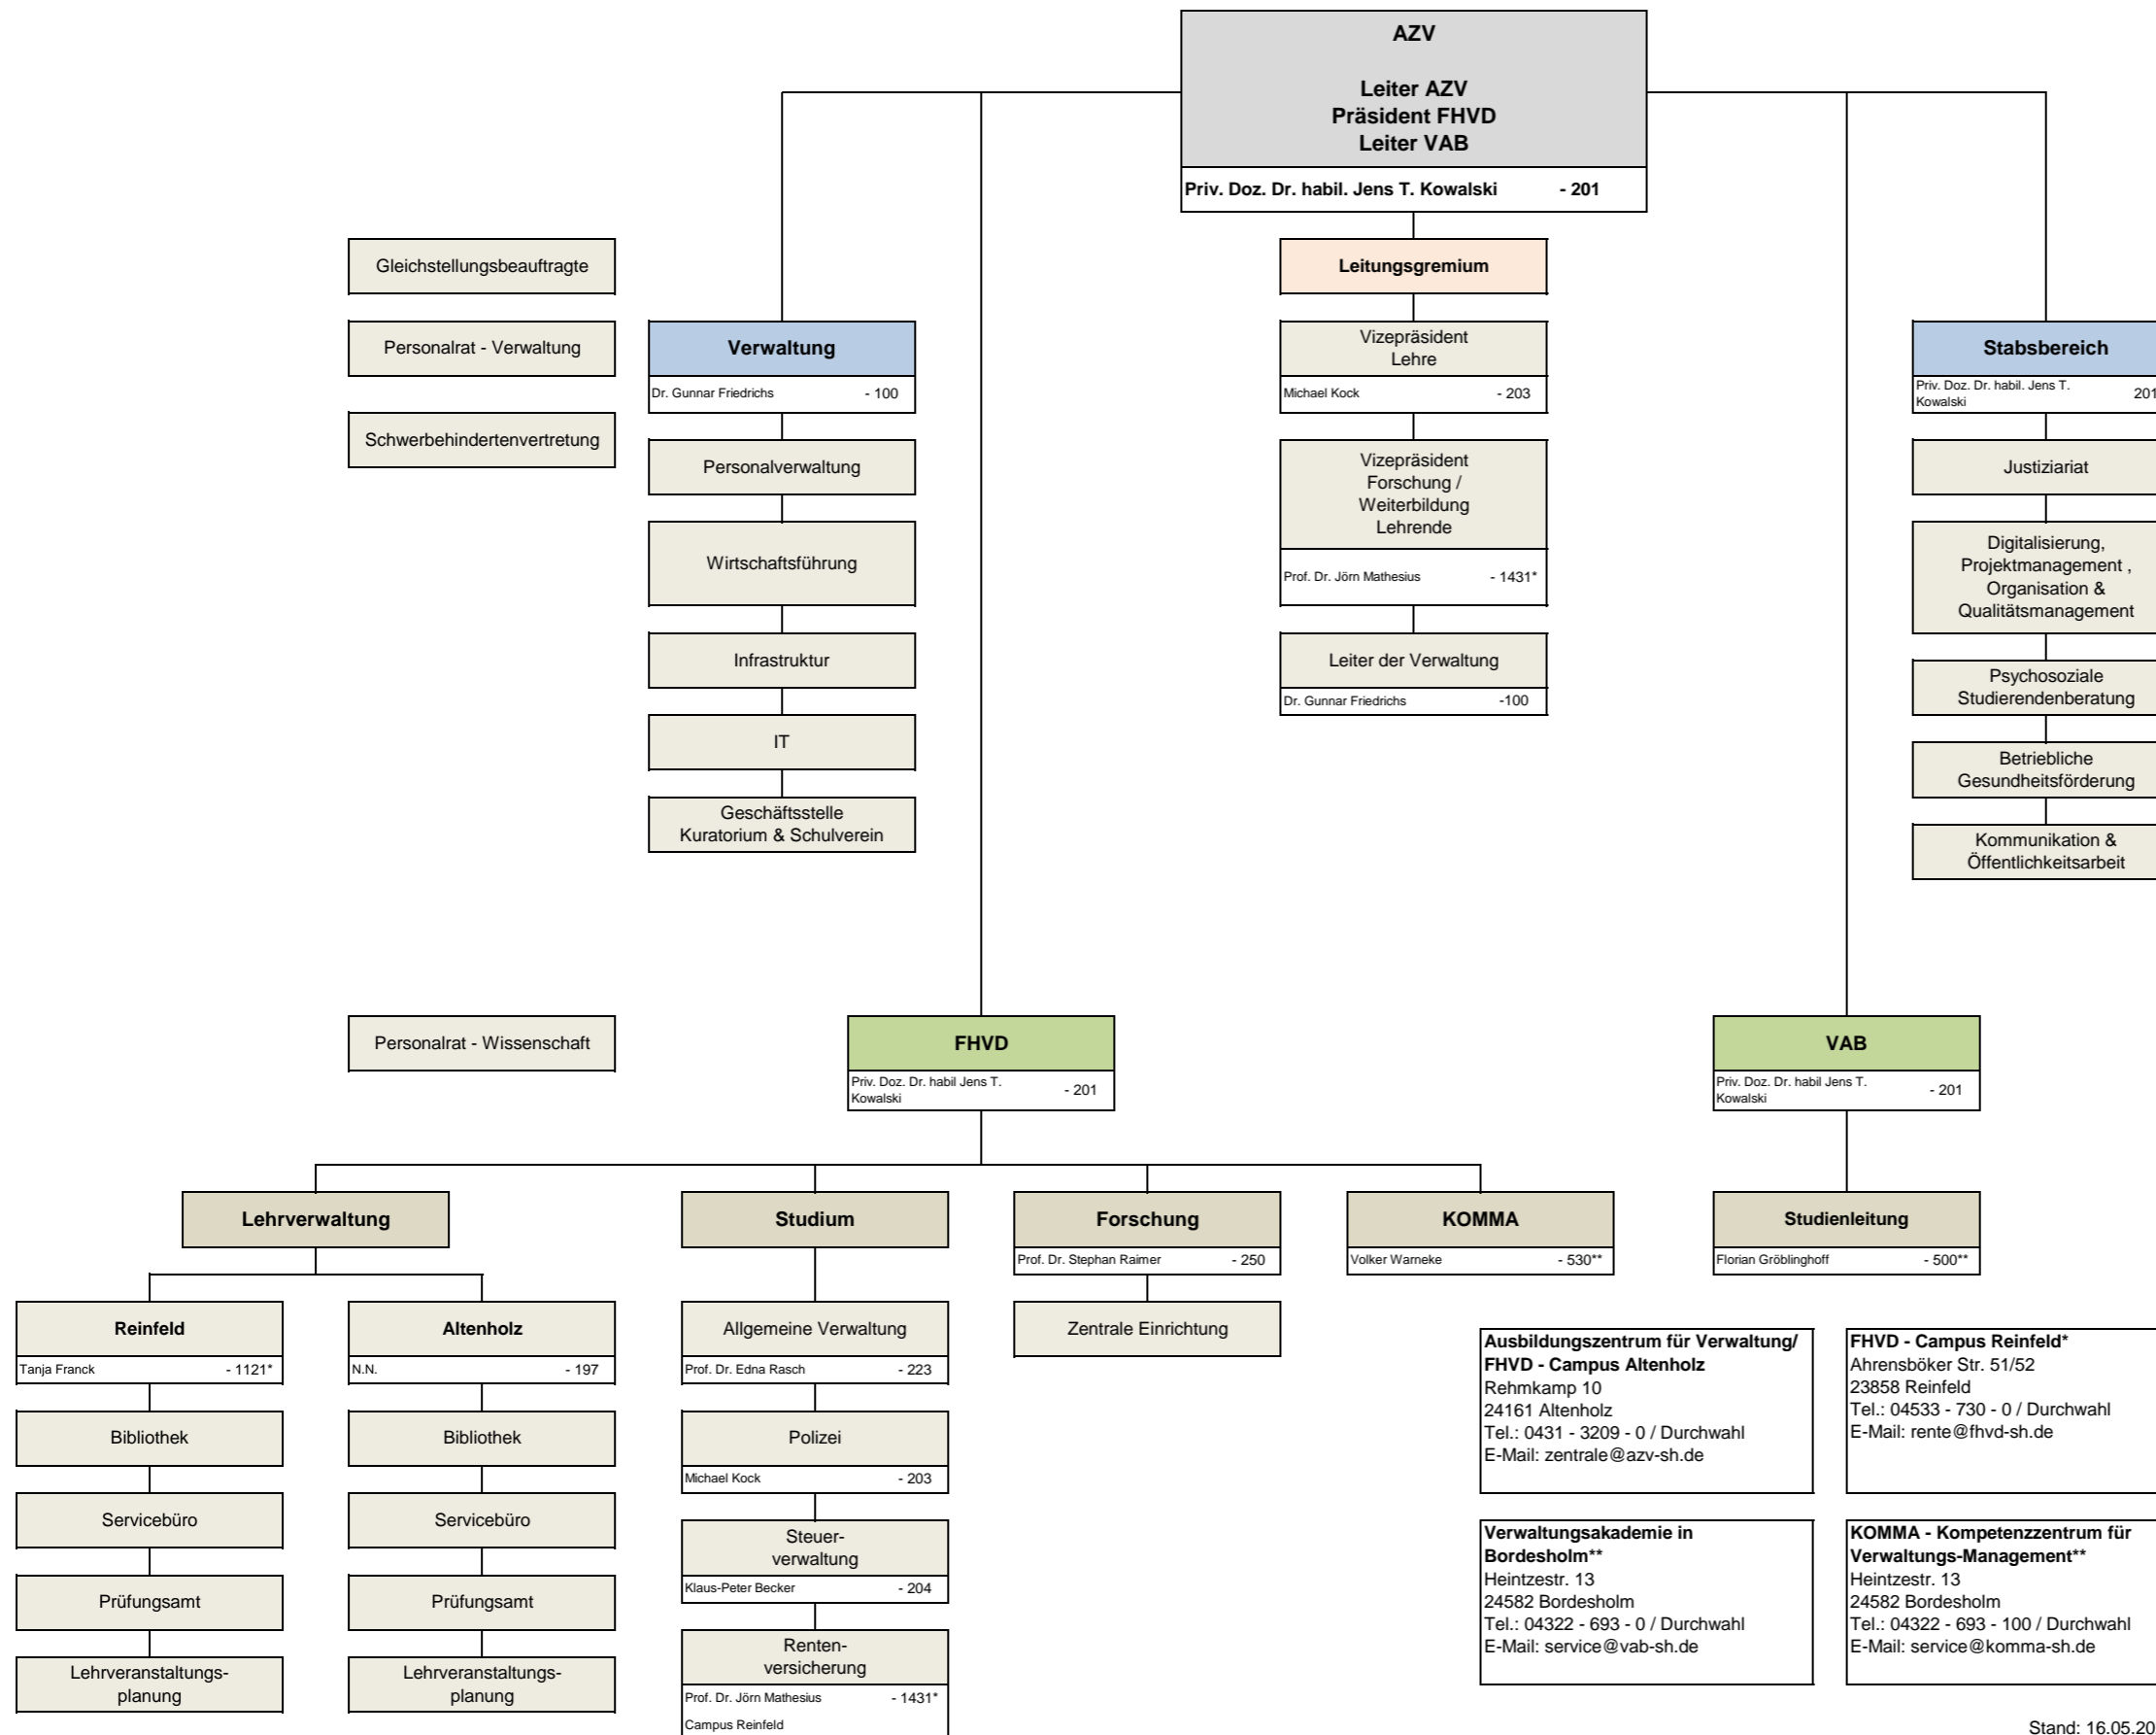 AZV
Leiter AZV
Präsident FHVD
Leiter VAB
Priv. Doz. Dr. habil. Jens T. Kowalski - 201
Gleichstellungsbeauftragte
Personalrat - Verwaltung
Schwerbehindertenvertretung
Verwaltung
Dr. Gunnar Friedrichs - 100
Personalverwaltung
Wirtschaftsführung
Infrastruktur
IT
Geschäftsstelle
Kuratorium & Schulverein
Leitungsgremium
Vizepräsident
Lehre
Michael Kock - 203
Vizepräsident
Forschung /
Weiterbildung
Lehrende
Prof. Dr. Jörn Mathesius - 1431*
Leiter der Verwaltung
Dr. Gunnar Friedrichs -100
Stabsbereich
Priv. Doz. Dr. habil. Jens T. 201
Kowalski
Justiziariat
Digitalisierung,
Projektmanagement ,
Organisation &
Qualitätsmanagement
Psychosoziale
Studierendenberatung
Betriebliche
Gesundheitsförderung
Kommunikation &
Öffentlichkeitsarbeit
Personalrat - Wissenschaft
FHVD
Priv. Doz. Dr. habil Jens T. - 201
Kowalski
VAB
Priv. Doz. Dr. habil Jens T. - 201
Kowalski
Lehrverwaltung
Reinfeld
Tanja Franck - 1121*
Bibliothek
Servicebüro
Prüfungsamt
Lehrveranstaltungs-
planung
Altenholz
N.N. - 197
Bibliothek
Servicebüro
Prüfungsamt
Lehrveranstaltungs-
planung
Studium
Allgemeine Verwaltung
Prof. Dr. Edna Rasch - 223
Polizei
Michael Kock - 203
Steuer-
verwaltung
Klaus-Peter Becker - 204
Renten-
versicherung
Prof. Dr. Jörn Mathesius - 1431*
Campus Reinfeld
Forschung
Prof. Dr. Stephan Raimer - 250
Zentrale Einrichtung
KOMMA
Volker Warneke - 530**
Studienleitung
Florian Gröblinghoff - 500**
Ausbildungszentrum für Verwaltung/
FHVD - Campus Altenholz
Rehmkamp 10
24161 Altenholz
Tel.: 0431 - 3209 - 0 / Durchwahl
E-Mail: zentrale@azv-sh.de
FHVD - Campus Reinfeld*
Ahrensböker Str. 51/52
23858 Reinfeld
Tel.: 04533 - 730 - 0 / Durchwahl
E-Mail: rente@fhvd-sh.de
Verwaltungsakademie in
Bordesholm**
Heintzestr. 13
24582 Bordesholm
Tel.: 04322 - 693 - 0 / Durchwahl
E-Mail: service@vab-sh.de
KOMMA - Kompetenzzentrum für
Verwaltungs-Management**
Heintzestr. 13
24582 Bordesholm
Tel.: 04322 - 693 - 100 / Durchwahl
E-Mail: service@komma-sh.de
Stand: 16.05.20